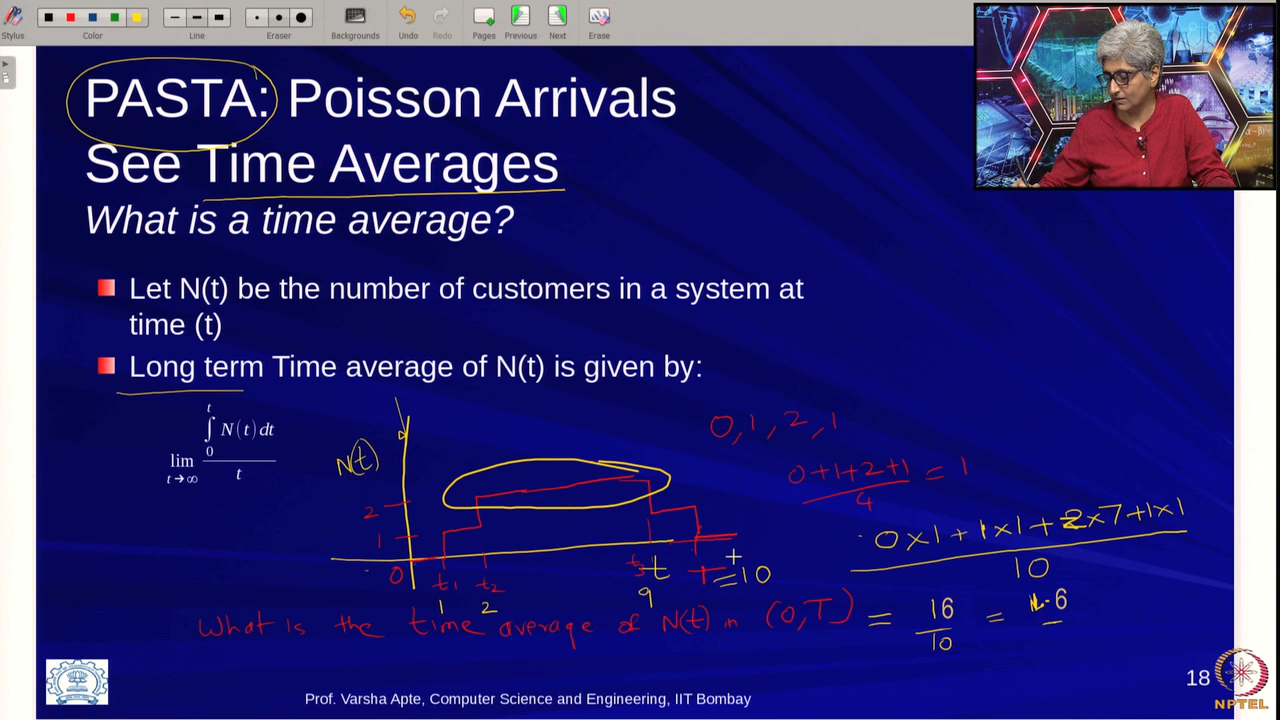 Stylus
Color
Line
Eraser
Backgrounds
Undo
Redo
Pages
Previous
Next
Erase
PASTA: Poisson Arrivals
See Time Averages
What is a time average?
Let N(t) be the number of customers in a system at
time (t)
Long term Time average of N(t) is given by:
lim t→∞ ∫ 0 t N(t) dt / t
N(t)
2
1
0
t1
t2
t
T = 10
1
2
9
0, 1, 2, 1
0+1+2+1 / 4 = 1
0×1 + 1×1 + 2×7 + 1×1
10
What is the time average of N(t) in (0,T) = 16/10 = 1.6
18
Prof. Varsha Apte, Computer Science and Engineering, IIT Bombay
NPTEL